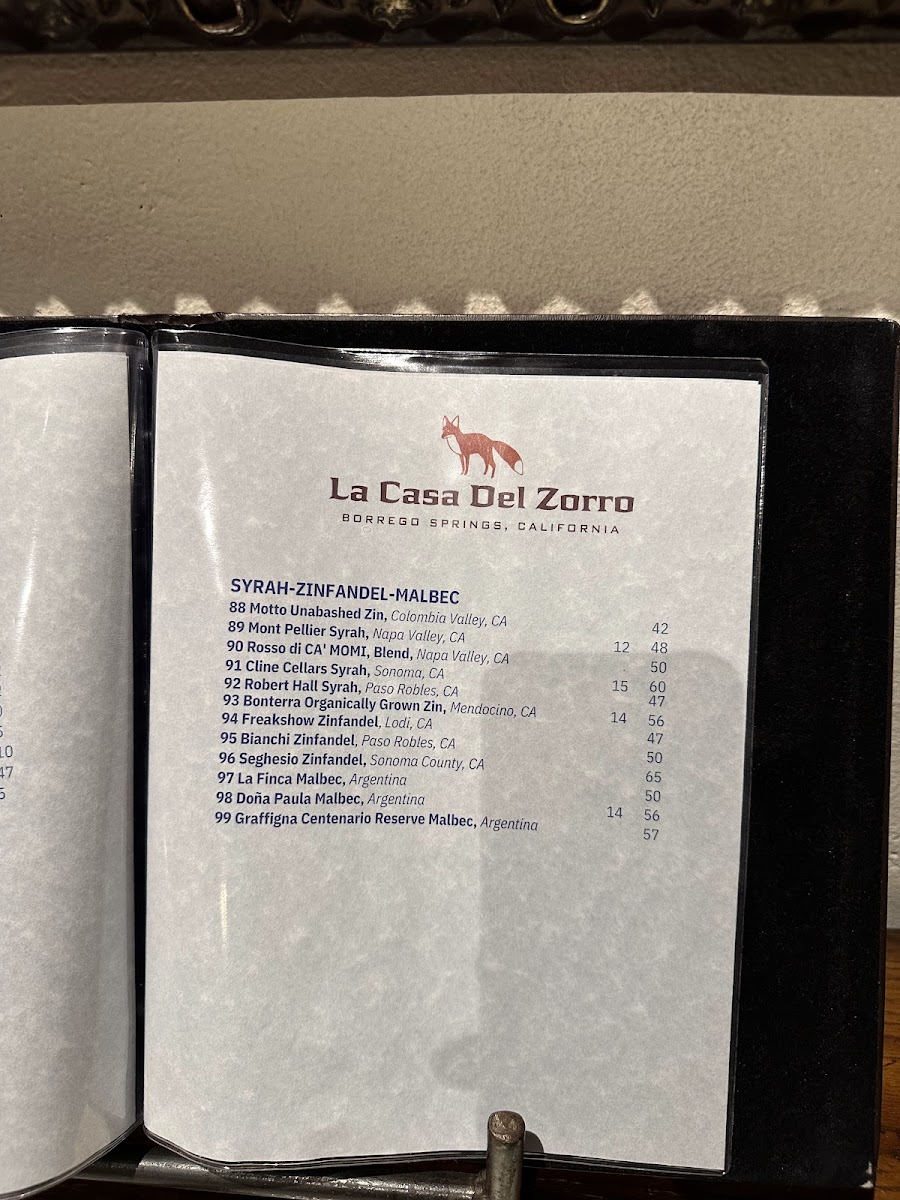 La Casa Del Zorro
BORREGO SPRINGS, CALIFORNIA
SYRAH-ZINFANDEL-MALBEC
88 Motto Unabashed Zin, Colombia Valley, CA 42
89 Mont Pellier Syrah, Napa Valley, CA 12 48
90 Rosso di CA' MOMI, Blend, Napa Valley, CA 50
91 Cline Cellars Syrah, Sonoma, CA 15 60
92 Robert Hall Syrah, Paso Robles, CA 47
93 Bonterra Organically Grown Zin, Mendocino, CA 14 56
94 Freakshow Zinfandel, Lodi, CA 47
95 Bianchi Zinfandel, Paso Robles, CA 50
96 Seghesio Zinfandel, Sonoma County, CA 65
97 La Finca Malbec, Argentina 50
98 Doña Paula Malbec, Argentina 14 56
99 Graffigna Centenario Reserve Malbec, Argentina 57